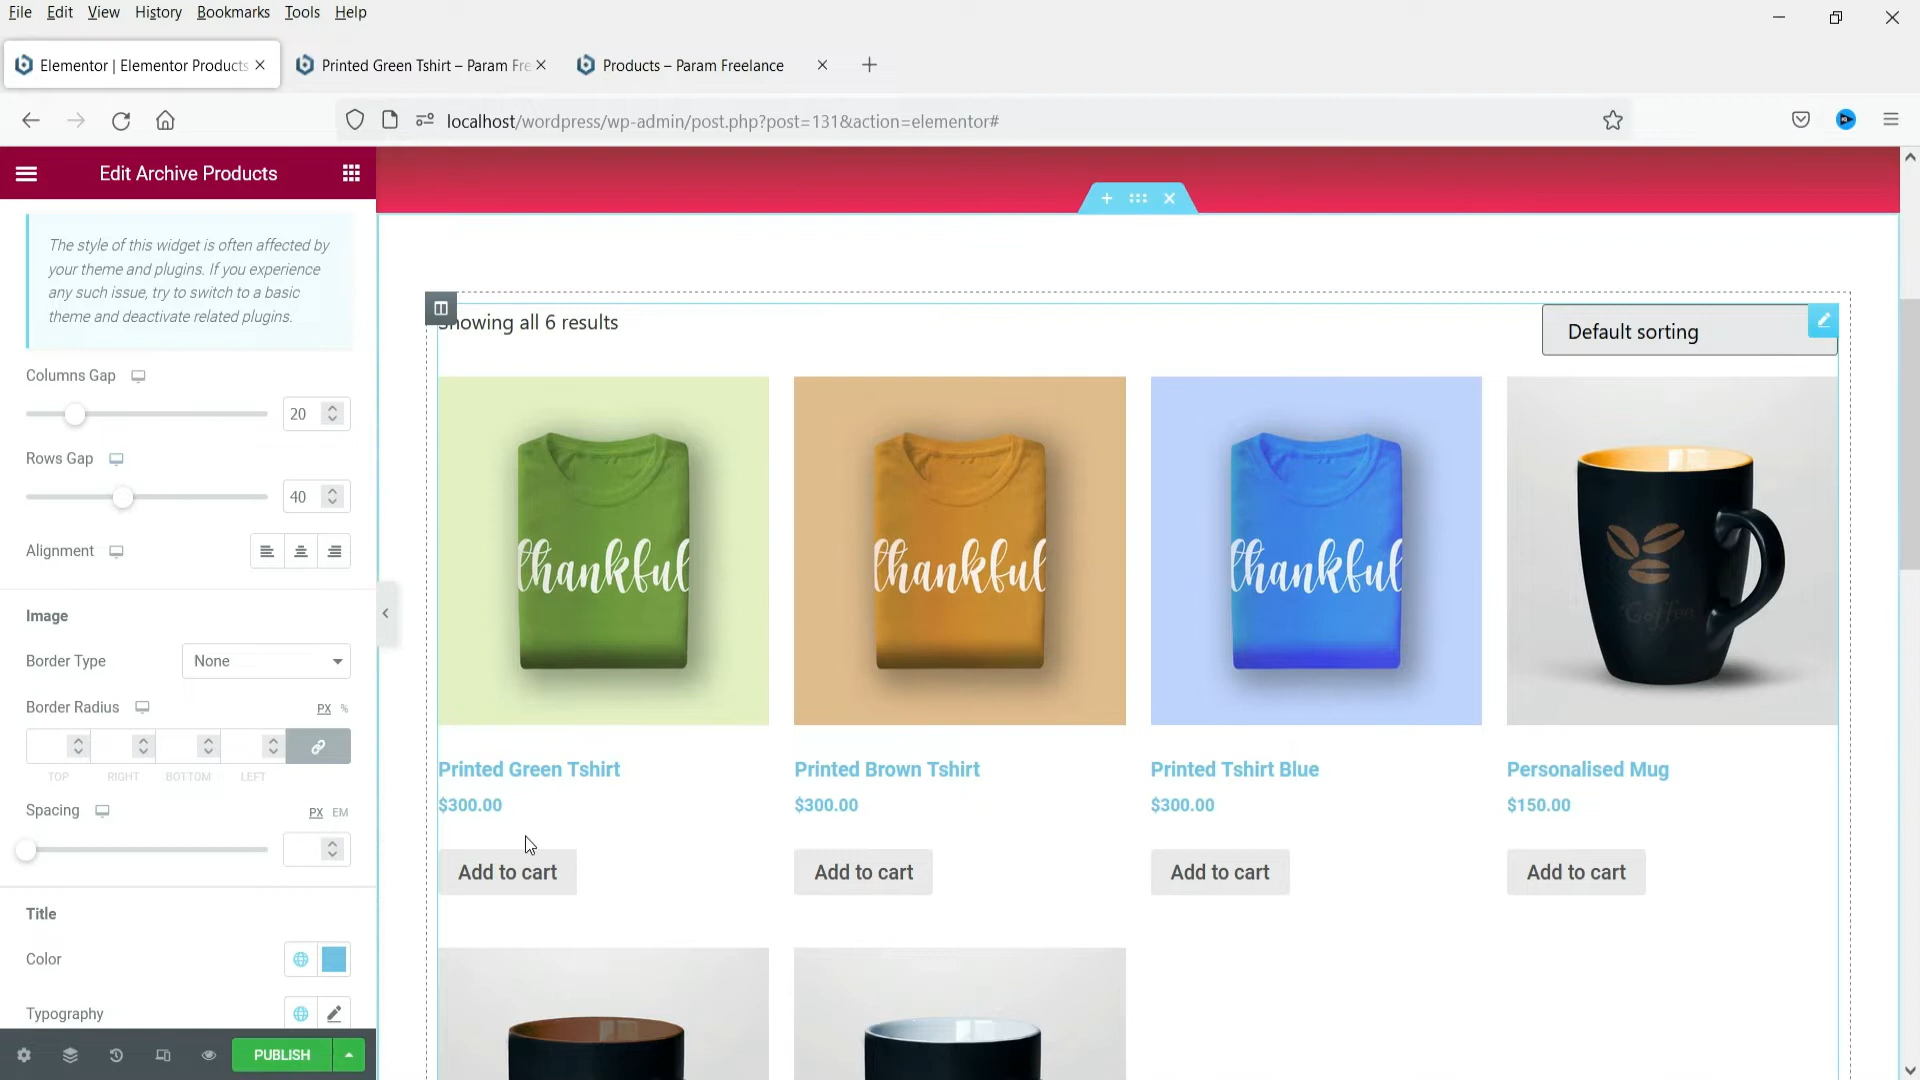 File Edit View History Bookmarks Tools Help
Elementor | Elementor Products
Printed Green Tshirt – Param Fre
Products – Param Freelance
localhost/wordpress/wp-admin/post.php?post=131&action=elementor#
Edit Archive Products
The style of this widget is often affected by
your theme and plugins. If you experience
any such issue, try to switch to a basic
theme and deactivate related plugins.
Columns Gap
20
Rows Gap
40
Alignment
Image
Border Type
None
Border Radius
PX %
TOP RIGHT BOTTOM LEFT
Spacing
PX EM
Title
Color
Typography
PUBLISH
Showing all 6 results
Default sorting
thankful
thankful
thankful
Coffee
Printed Green Tshirt
$300.00
Add to cart
Printed Brown Tshirt
$300.00
Add to cart
Printed Tshirt Blue
$300.00
Add to cart
Personalised Mug
$150.00
Add to cart